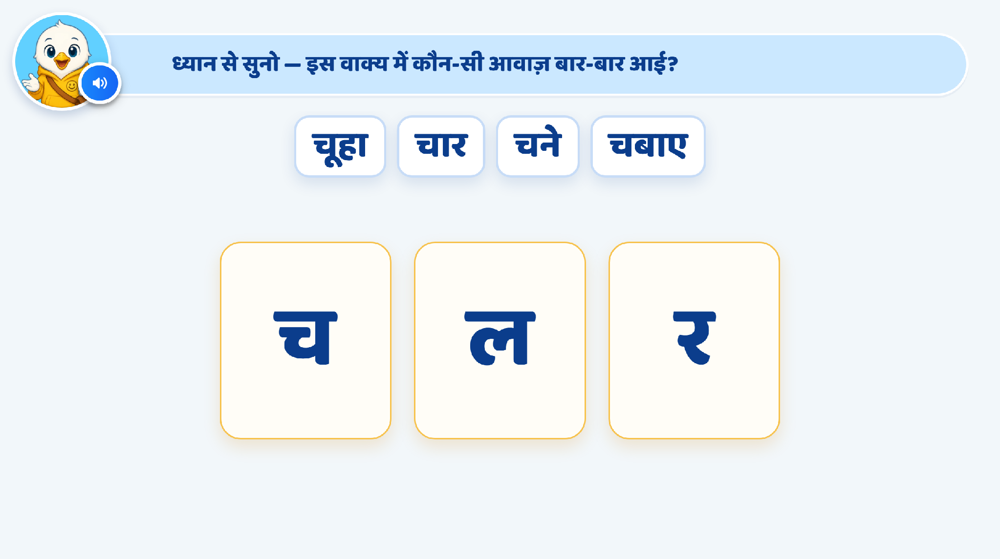 ध्यान से सुनो — इस वाक्य में कौन-सी आवाज़ बार-बार आई?
चूहा चार चने चबाए
च ल र